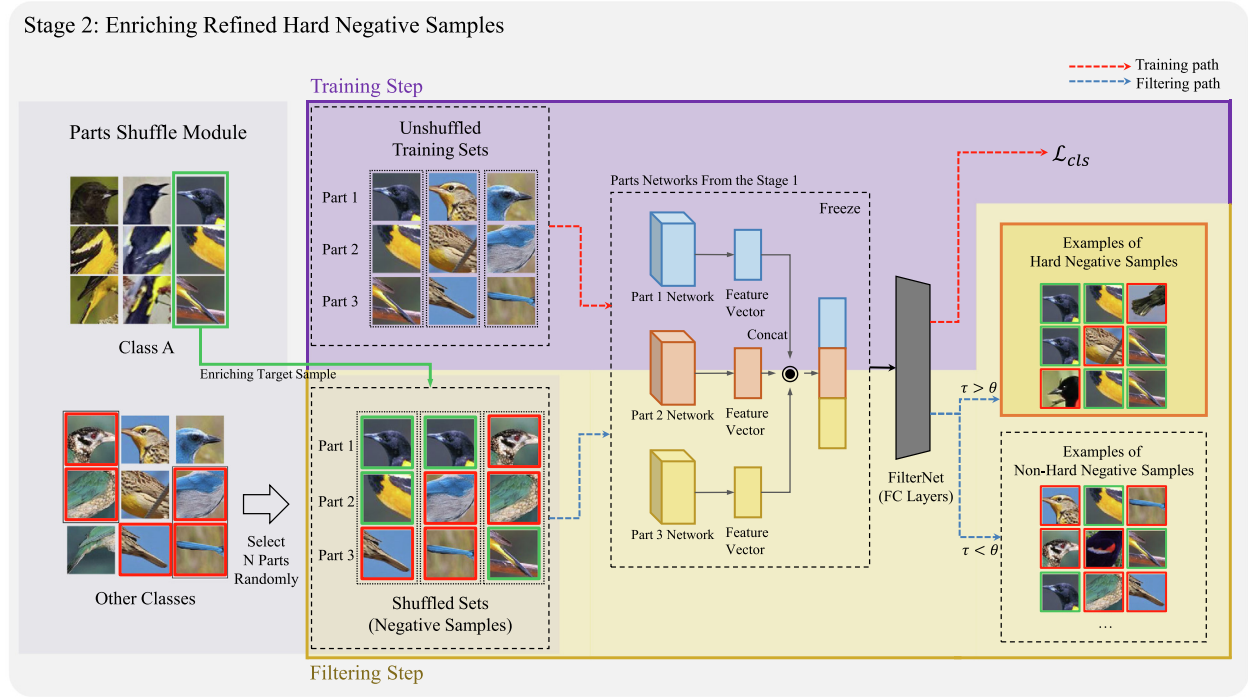 Stage 2: Enriching Refined Hard Negative Samples
Training path
Filtering path
Training Step
Parts Shuffle Module
Class A
Enriching Target Sample
Other Classes
Select
N Parts
Randomly
Unshuffled
Training Sets
Part 1
Part 2
Part 3
Part 1
Part 2
Part 3
Shuffled Sets
(Negative Samples)
Filtering Step
Parts Networks From the Stage 1
Freeze
Part 1 Network
Feature
Vector
Concat
Part 2 Network
Feature
Vector
Part 3 Network
Feature
Vector
FilterNet
(FC Layers)
ℒcls
τ > θ
τ < θ
Examples of
Hard Negative Samples
Examples of
Non-Hard Negative Samples
...